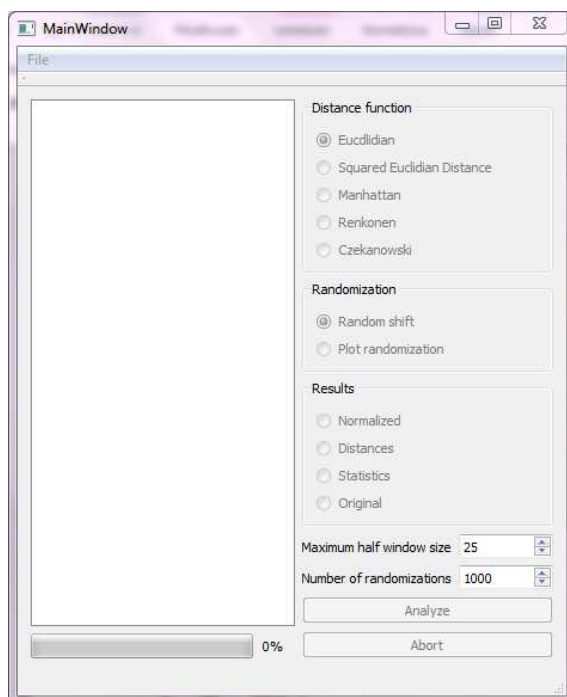 MainWindow
File
Distance function
Eucdlidian
Squared Euclidian Distance
Manhattan
Renkonen
Czekanowski
Randomization
Random shift
Plot randomization
Results
Normalized
Distances
Statistics
Original
Maximum half window size 25
Number of randomizations 1000
Analyze
0% Abort